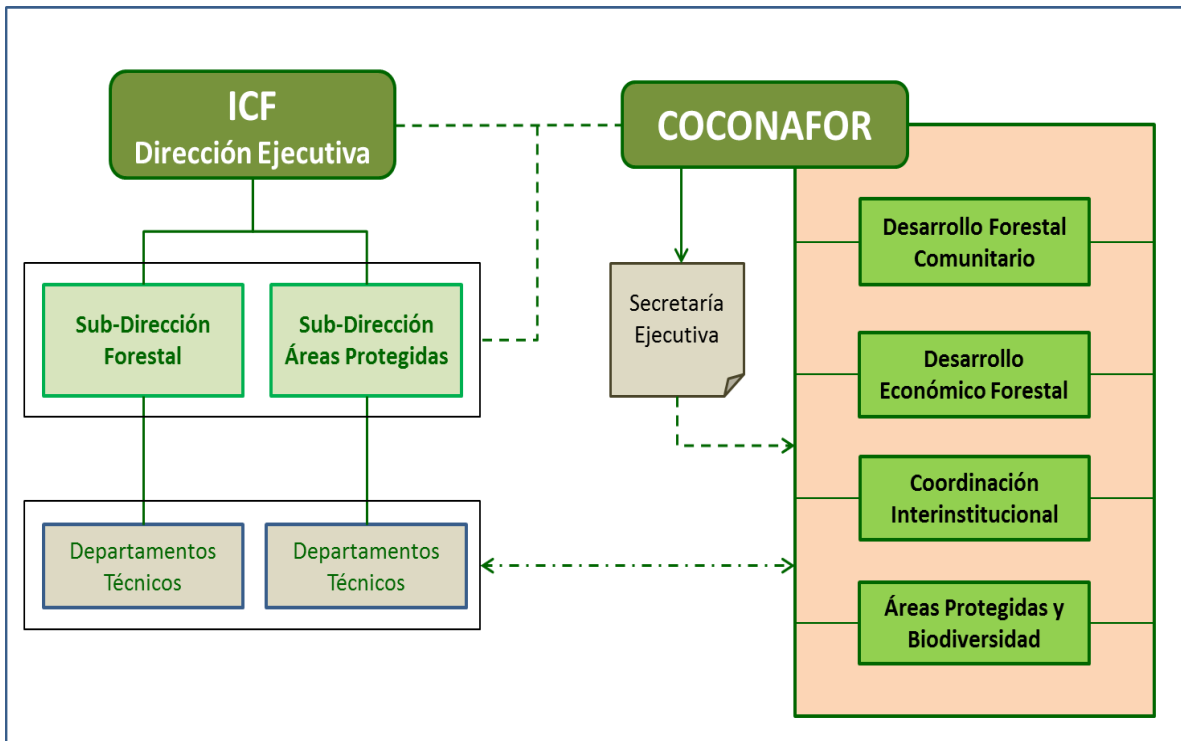 ICF
Dirección Ejecutiva
COCONAFOR
Sub-Dirección
Forestal
Sub-Dirección
Áreas Protegidas
Departamentos
Técnicos
Departamentos
Técnicos
Secretaría
Ejecutiva
Desarrollo Forestal
Comunitario
Desarrollo
Económico Forestal
Coordinación
Interinstitucional
Áreas Protegidas y
Biodiversidad